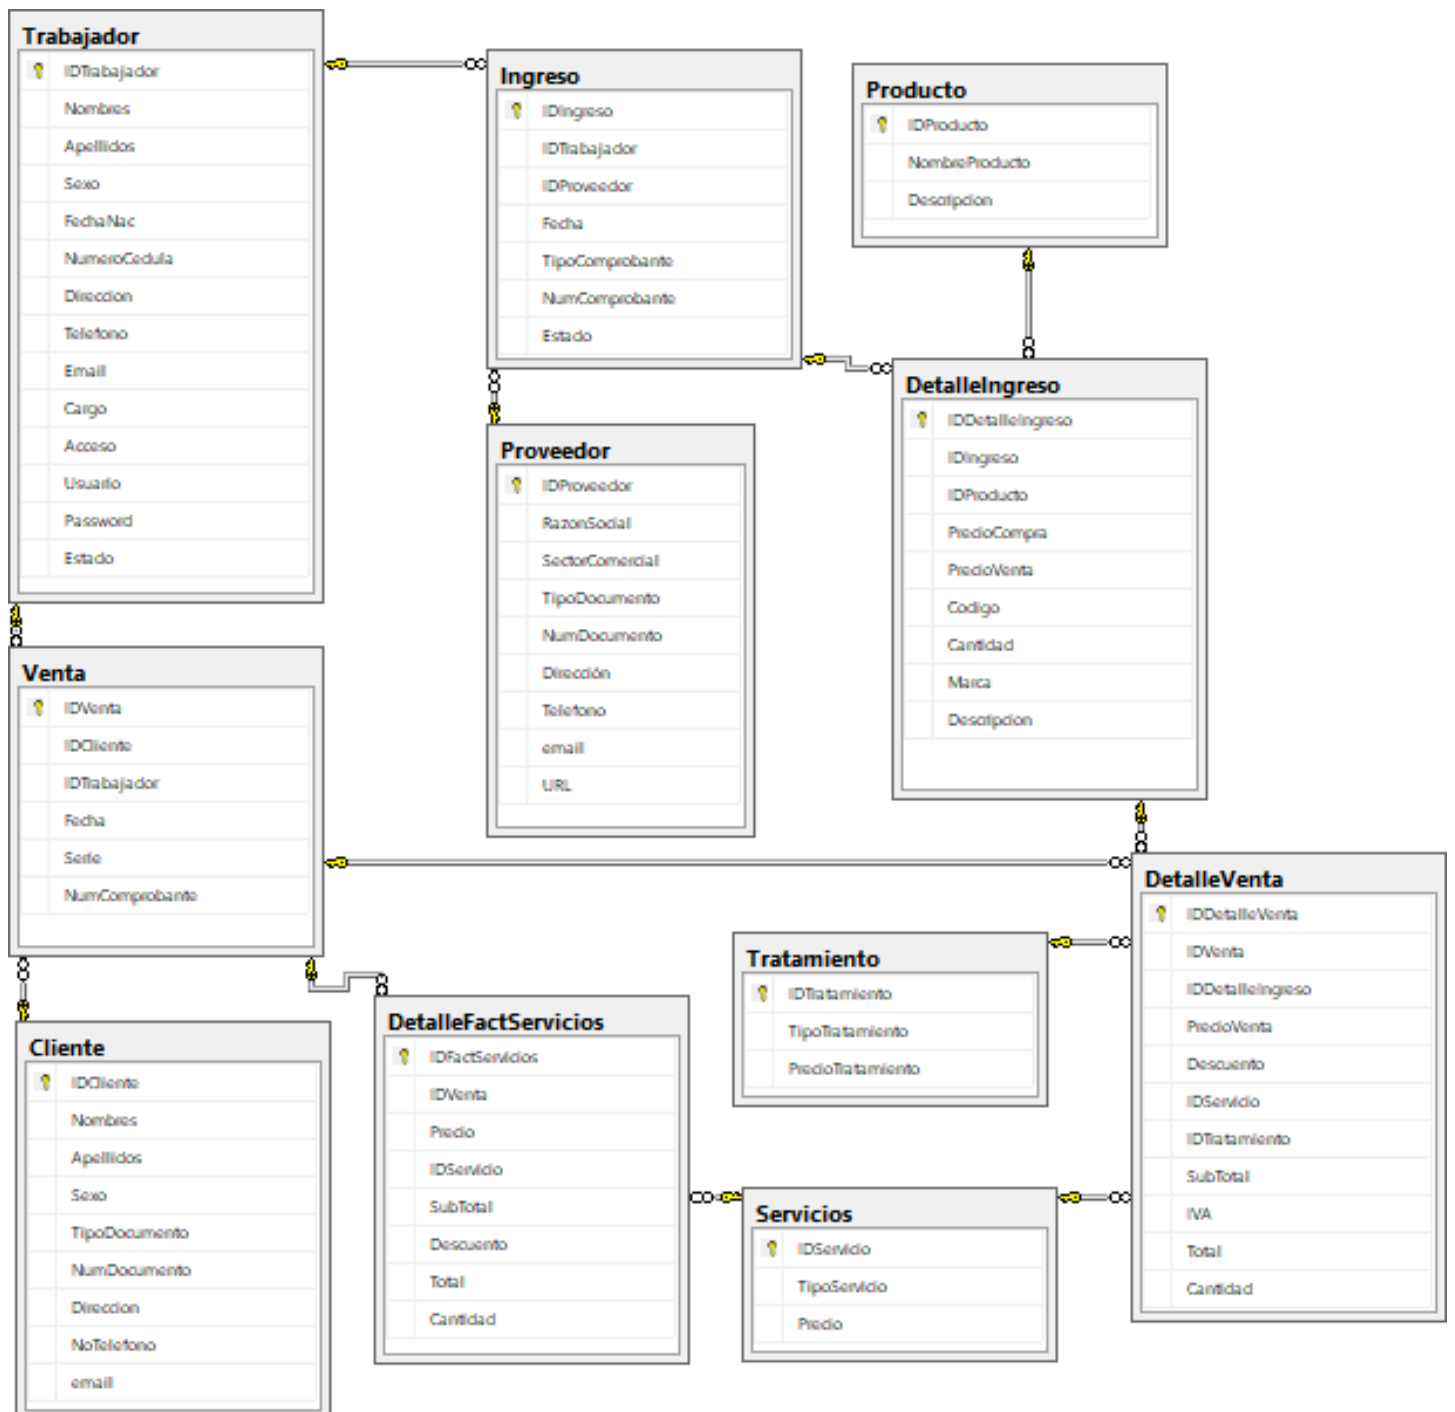 Trabajador
IDTrabajador
Nombres
Apellidos
Sexo
FechaNac
NumeroCedula
Direccion
Telefono
Email
Cargo
Acceso
Usuario
Password
Estado
Ingreso
IDIngreso
IDTrabajador
IDProveedor
Fecha
TipoComprobante
NumComprobante
Estado
Producto
IDProducto
NombreProducto
Descripcion
Proveedor
IDProveedor
RazonSocial
SectorComercial
TipoDocumento
NumDocumento
Dirección
Telefono
email
URL
DetalleIngreso
IDDetalleIngreso
IDIngreso
IDProducto
PrecioCompra
PrecioVenta
Codigo
Cantidad
Marca
Descripcion
Venta
IDVenta
IDCliente
IDTrabajador
Fecha
Serie
NumComprobante
DetalleVenta
IDDetalleVenta
IDVenta
IDDetalleIngreso
PrecioVenta
Descuento
IDServicio
IDTratamiento
SubTotal
IVA
Total
Cantidad
Tratamiento
IDTratamiento
TipoTratamiento
PrecioTratamiento
Cliente
IDCliente
Nombres
Apellidos
Sexo
TipoDocumento
NumDocumento
Direccion
NoTelefono
email
DetalleFactServicios
IDFactServicios
IDVenta
Precio
IDServicio
SubTotal
Descuento
Total
Cantidad
Servicios
IDServicio
TipoServicio
Precio